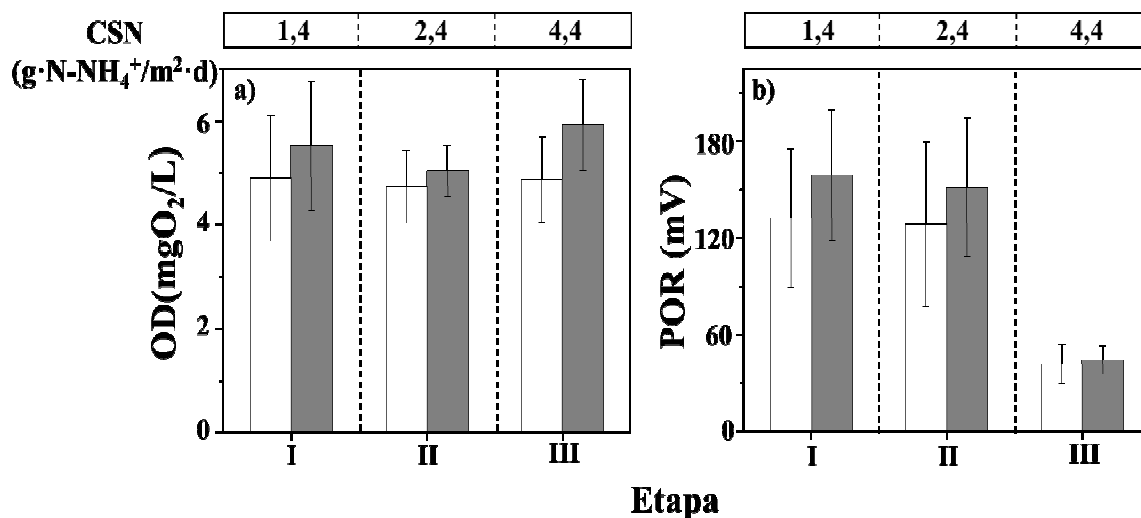 CSN
(g·N-NH₄⁺/m²·d)
1,4 2,4 4,4
1,4 2,4 4,4
a)
OD(mgO₂/L)
6
4
2
0
I II III
b)
POR (mV)
180
120
60
0
I II III
Etapa